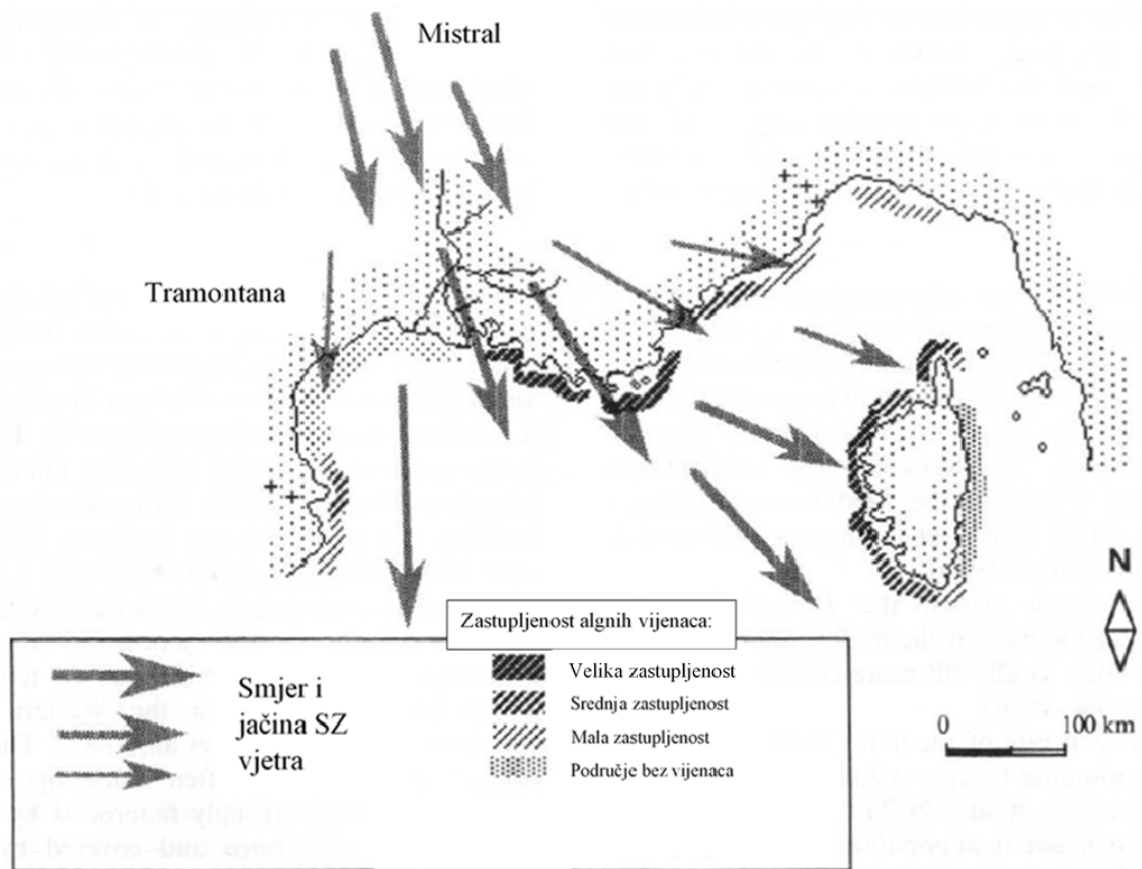 Mistral
Tramontana
N
0 100 km
Zastupljenost algnih vijenaca:
Smjer i
jačina SZ
vjetra
Velika zastupljenost
Srednja zastupljenost
Mala zastupljenost
Područje bez vijenaca